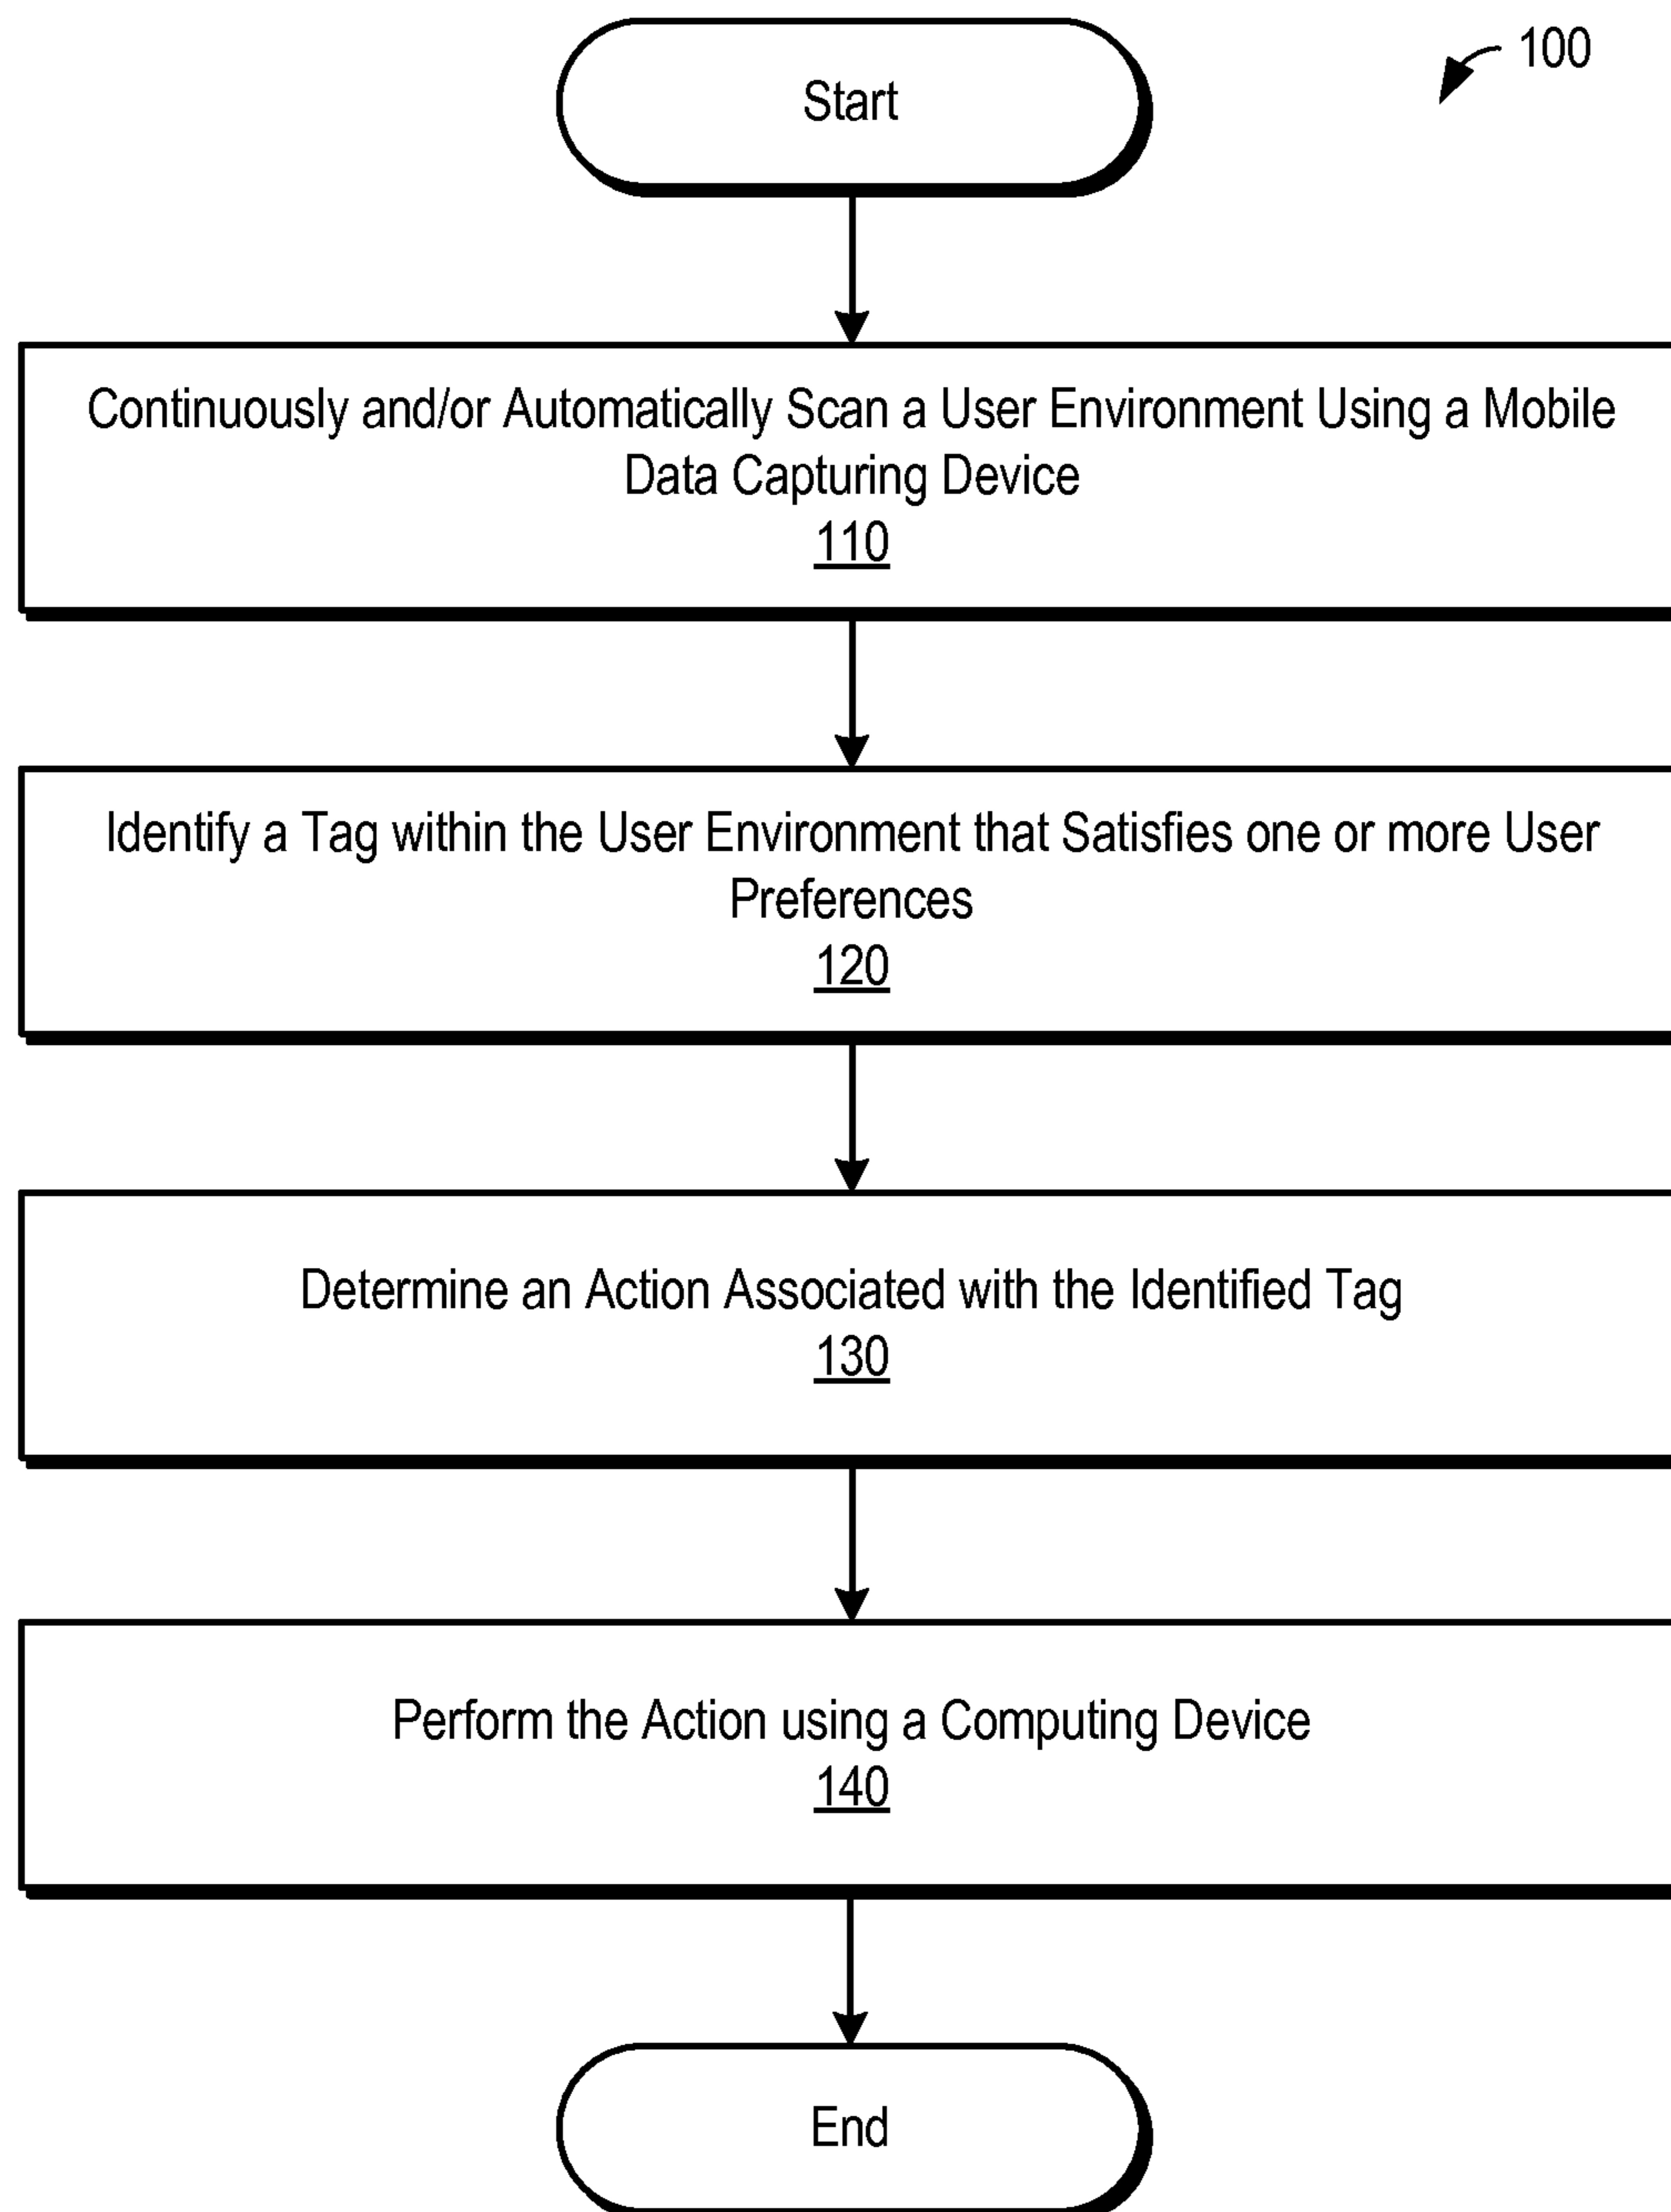 Start
100
Continuously and/or Automatically Scan a User Environment Using a Mobile
Data Capturing Device
110
Identify a Tag within the User Environment that Satisfies one or more User
Preferences
120
Determine an Action Associated with the Identified Tag
130
Perform the Action using a Computing Device
140
End